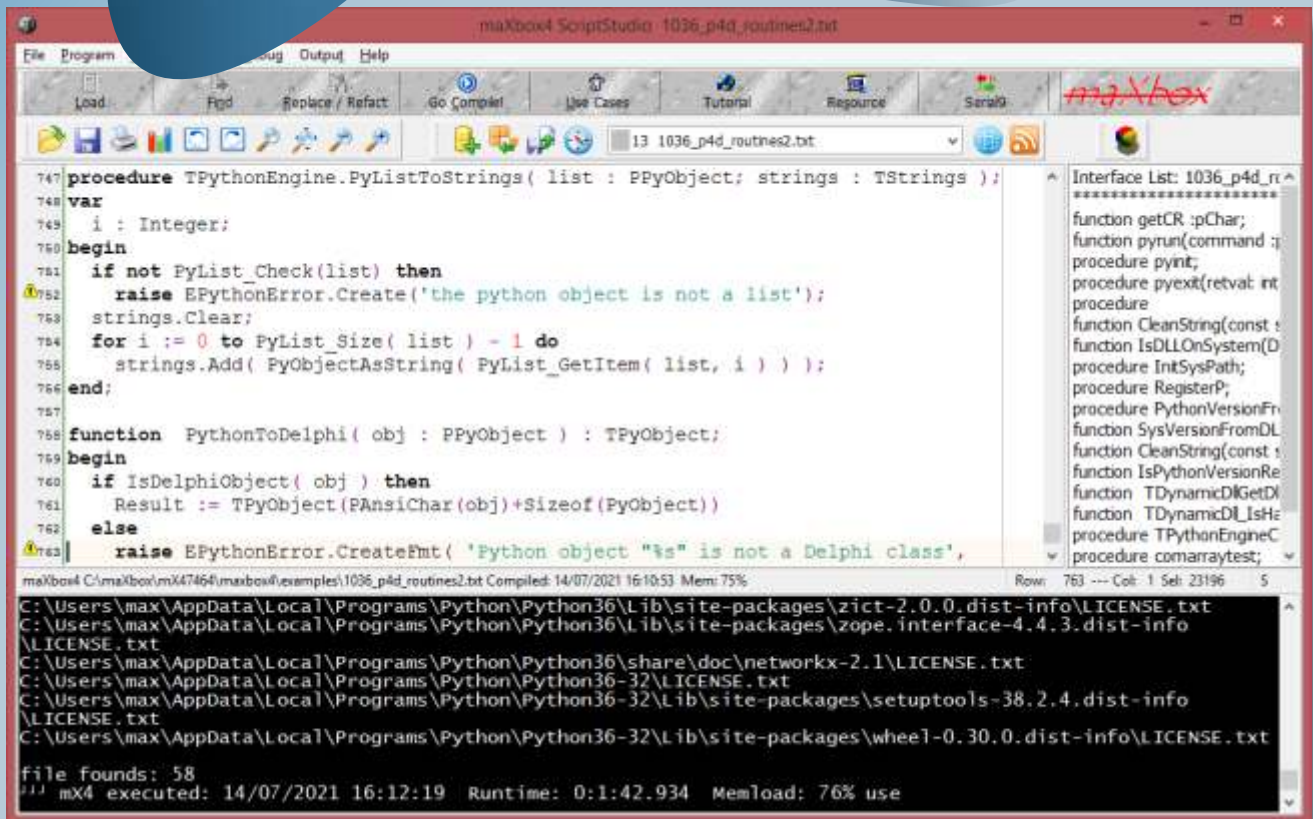 maXbox4 ScriptStudio 1036_p4d_routines2.txt
File Program oug Output Help
Load Find Replace / Refact Go Compile! Use Cases Tutorial Resource maXbox
13 1036_p4d_routines2.txt
747 procedure TPythonEngine.PyListToStrings( list : PPyObject; strings : TStrings );
748 var
749 i : Integer;
750 begin
751 if not PyList_Check(list) then
752 raise EPythonError.Create('the python object is not a list');
753 strings.Clear;
754 for i := 0 to PyList_Size( list ) - 1 do
755 strings.Add( PyObjectAsString( PyList_GetItem( list, i ) ) );
756 end;
757
758 function PythonToDelphi( obj : PPyObject ) : TPyObject;
759 begin
760 if IsDelphiObject( obj ) then
761 Result := TPyObject(PAnsiChar(obj)+Sizeof(PyObject))
762 else
763 raise EPythonError.CreateFmt( 'Python object "%s" is not a Delphi class',
Interface List: 1036_p4d_r
***********************
function getCR :pChar;
function pyrun(command :p
procedure pyinit;
procedure pyexit(retval: int
procedure
function CleanString(const s
function IsDLLOnSystem(D
procedure InitSysPath;
procedure RegisterP;
procedure PythonVersionFr
function SysVersionFromDL
function CleanString(const s
function IsPythonVersionRe
function TDynamicDllGetDl
function TDynamicDll_IsHa
procedure TPythonEngineC
procedure comarraytest;
maXbox4 C:\maXbox\mX47464\maxbox4\examples\1036_p4d_routines2.txt Compiled: 14/07/2021 16:10:53 Mem: 75% Row: 763 --- Col: 1 Sel: 23196 S
C:\Users\max\AppData\Local\Programs\Python\Python36\Lib\site-packages\zict-2.0.0.dist-info\LICENSE.txt
C:\Users\max\AppData\Local\Programs\Python\Python36\Lib\site-packages\zope.interface-4.4.3.dist-info
\LICENSE.txt
C:\Users\max\AppData\Local\Programs\Python\Python36\share\doc\networkx-2.1\LICENSE.txt
C:\Users\max\AppData\Local\Programs\Python\Python36-32\LICENSE.txt
C:\Users\max\AppData\Local\Programs\Python\Python36-32\Lib\site-packages\setuptools-38.2.4.dist-info
\LICENSE.txt
C:\Users\max\AppData\Local\Programs\Python\Python36-32\Lib\site-packages\wheel-0.30.0.dist-info\LICENSE.txt
file founds: 58
mX4 executed: 14/07/2021 16:12:19 Runtime: 0:1:42.934 Memload: 76% use